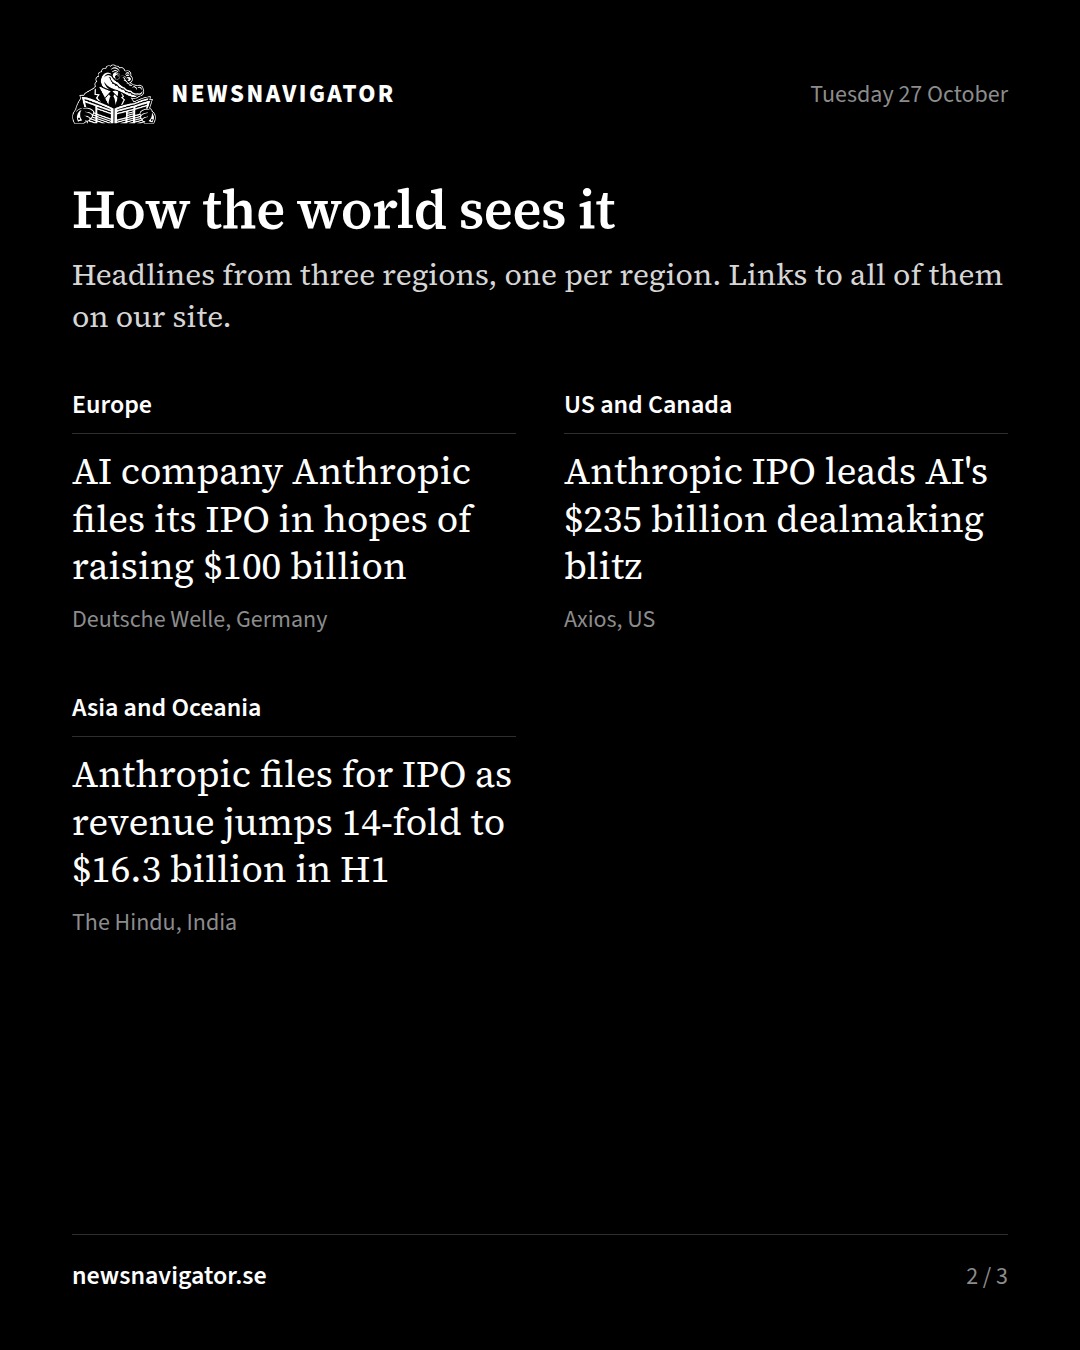 NEWSNAVIGATOR
Tuesday 27 October
How the world sees it
Headlines from three regions, one per region. Links to all of them
on our site.
Europe
AI company Anthropic
files its IPO in hopes of
raising $100 billion
Deutsche Welle, Germany
US and Canada
Anthropic IPO leads AI's
$235 billion dealmaking
blitz
Axios, US
Asia and Oceania
Anthropic files for IPO as
revenue jumps 14-fold to
$16.3 billion in H1
The Hindu, India
newsnavigator.se
2 / 3